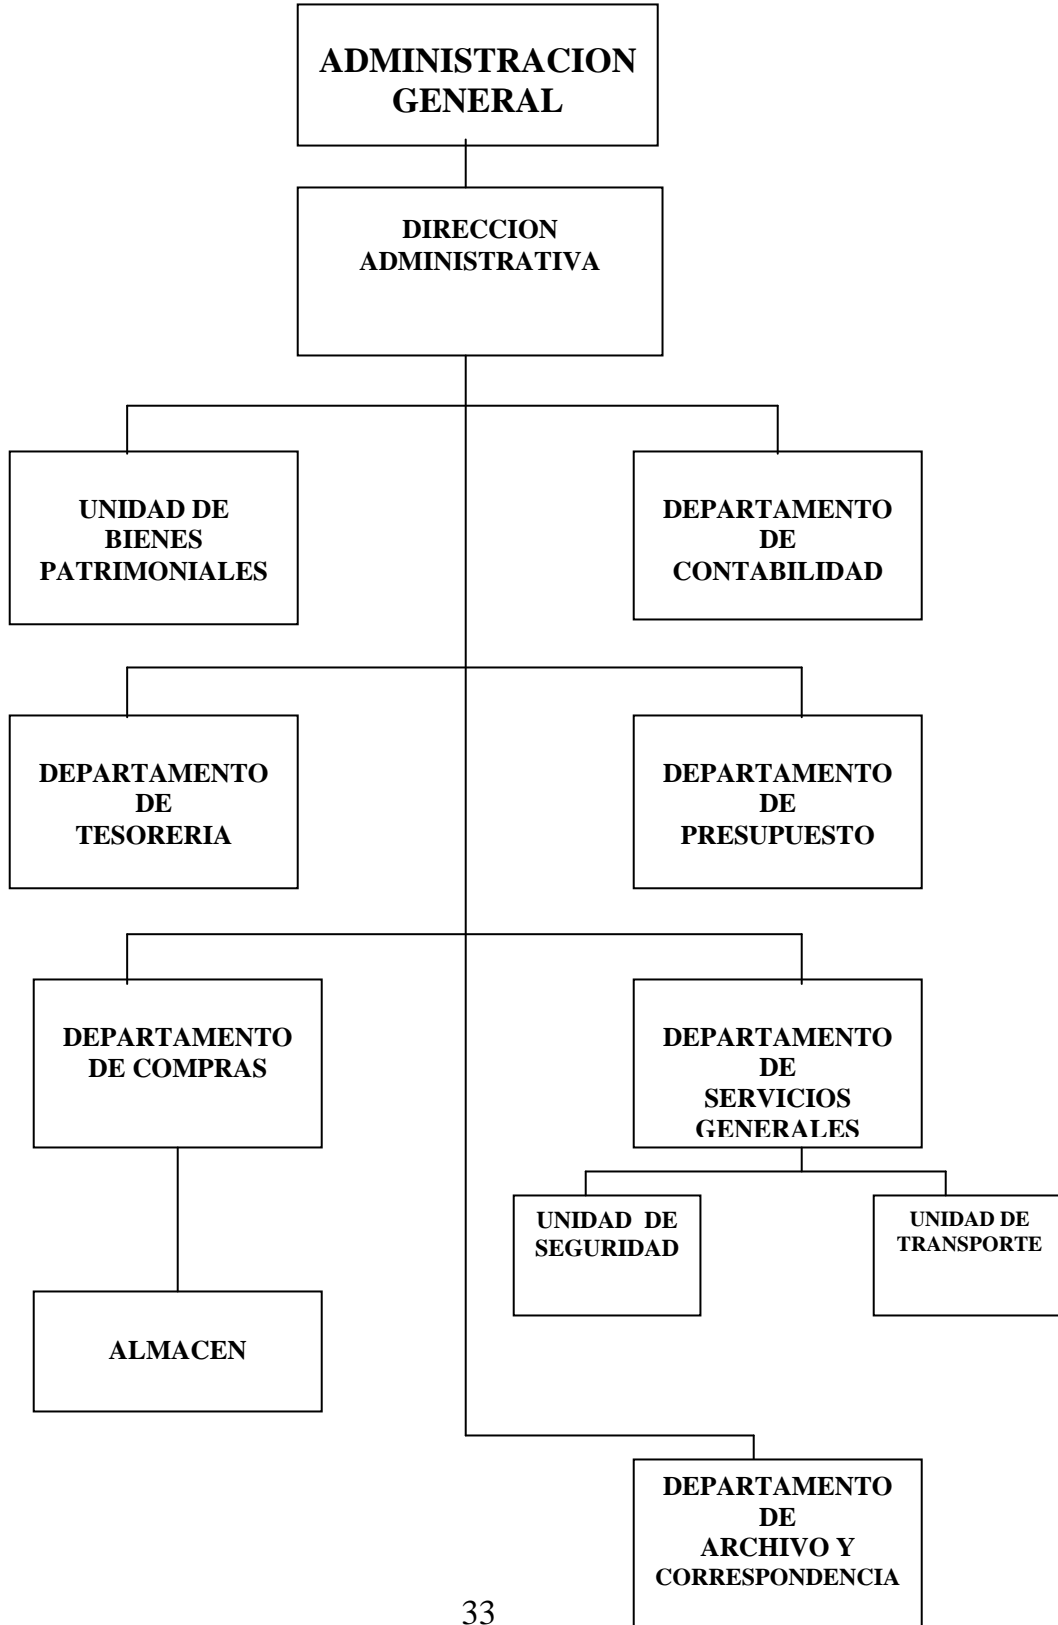 ADMINISTRACION
GENERAL
DIRECCION
ADMINISTRATIVA
UNIDAD DE
BIENES
PATRIMONIALES
DEPARTAMENTO
DE
CONTABILIDAD
DEPARTAMENTO
DE
TESORERIA
DEPARTAMENTO
DE
PRESUPUESTO
DEPARTAMENTO
DE COMPRAS
DEPARTAMENTO
DE
SERVICIOS
GENERALES
UNIDAD DE
SEGURIDAD
UNIDAD DE
TRANSPORTE
ALMACEN
DEPARTAMENTO
DE
ARCHIVO Y
CORRESPONDENCIA
33